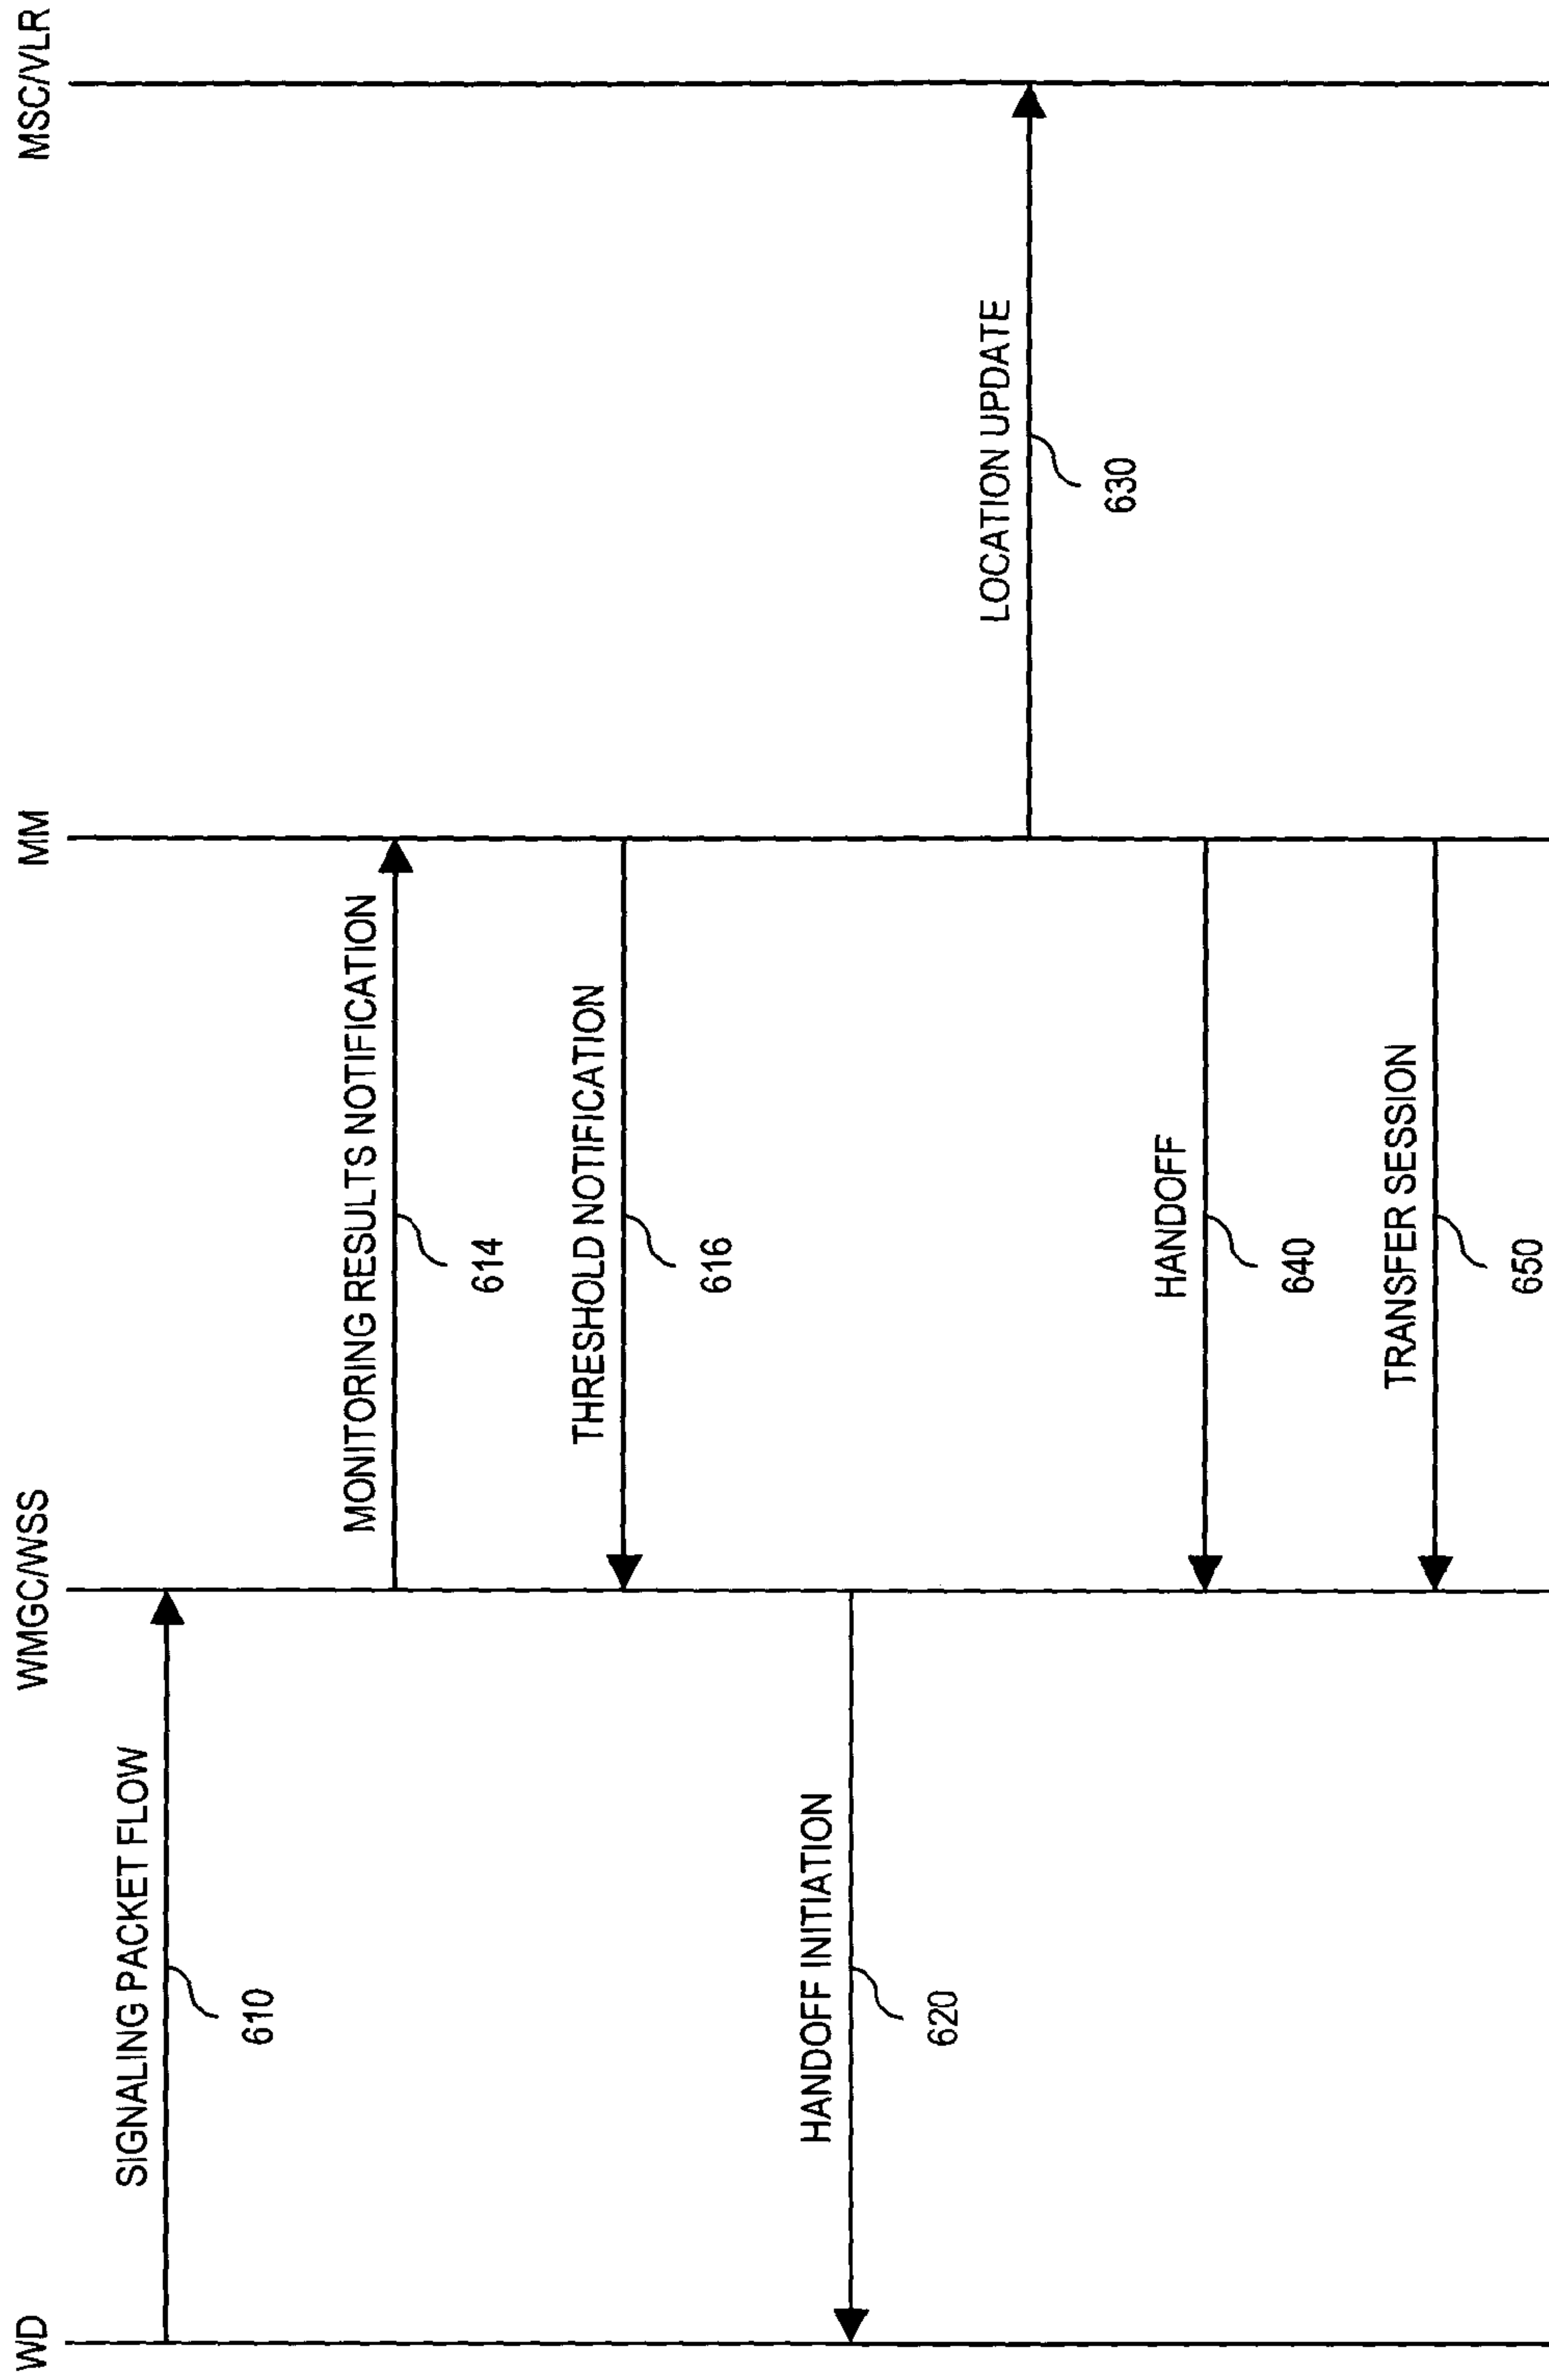 WD
WMGC/WSS
MM
MSC/VLR
SIGNALING PACKET FLOW
610
MONITORING RESULTS NOTIFICATION
614
THRESHOLD NOTIFICATION
616
HANDOFF INITIATION
620
LOCATION UPDATE
630
HANDOFF
640
TRANSFER SESSION
650